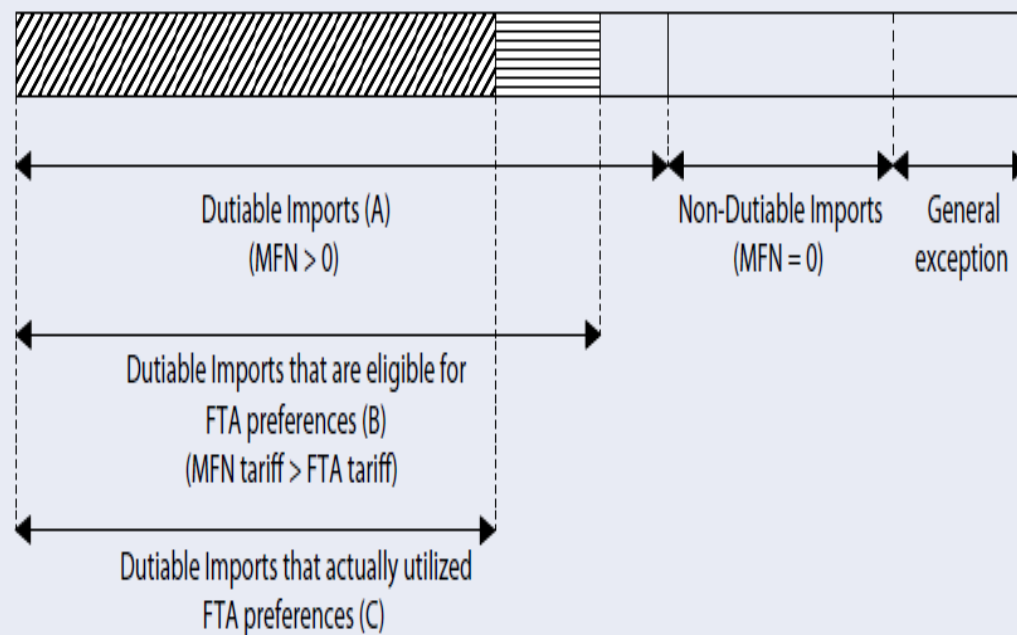 Dutiable Imports (A)
(MFN > 0)
Non-Dutiable Imports
(MFN = 0)
General
exception
Dutiable Imports that are eligible for
FTA preferences (B)
(MFN tariff > FTA tariff)
Dutiable Imports that actually utilized
FTA preferences (C)